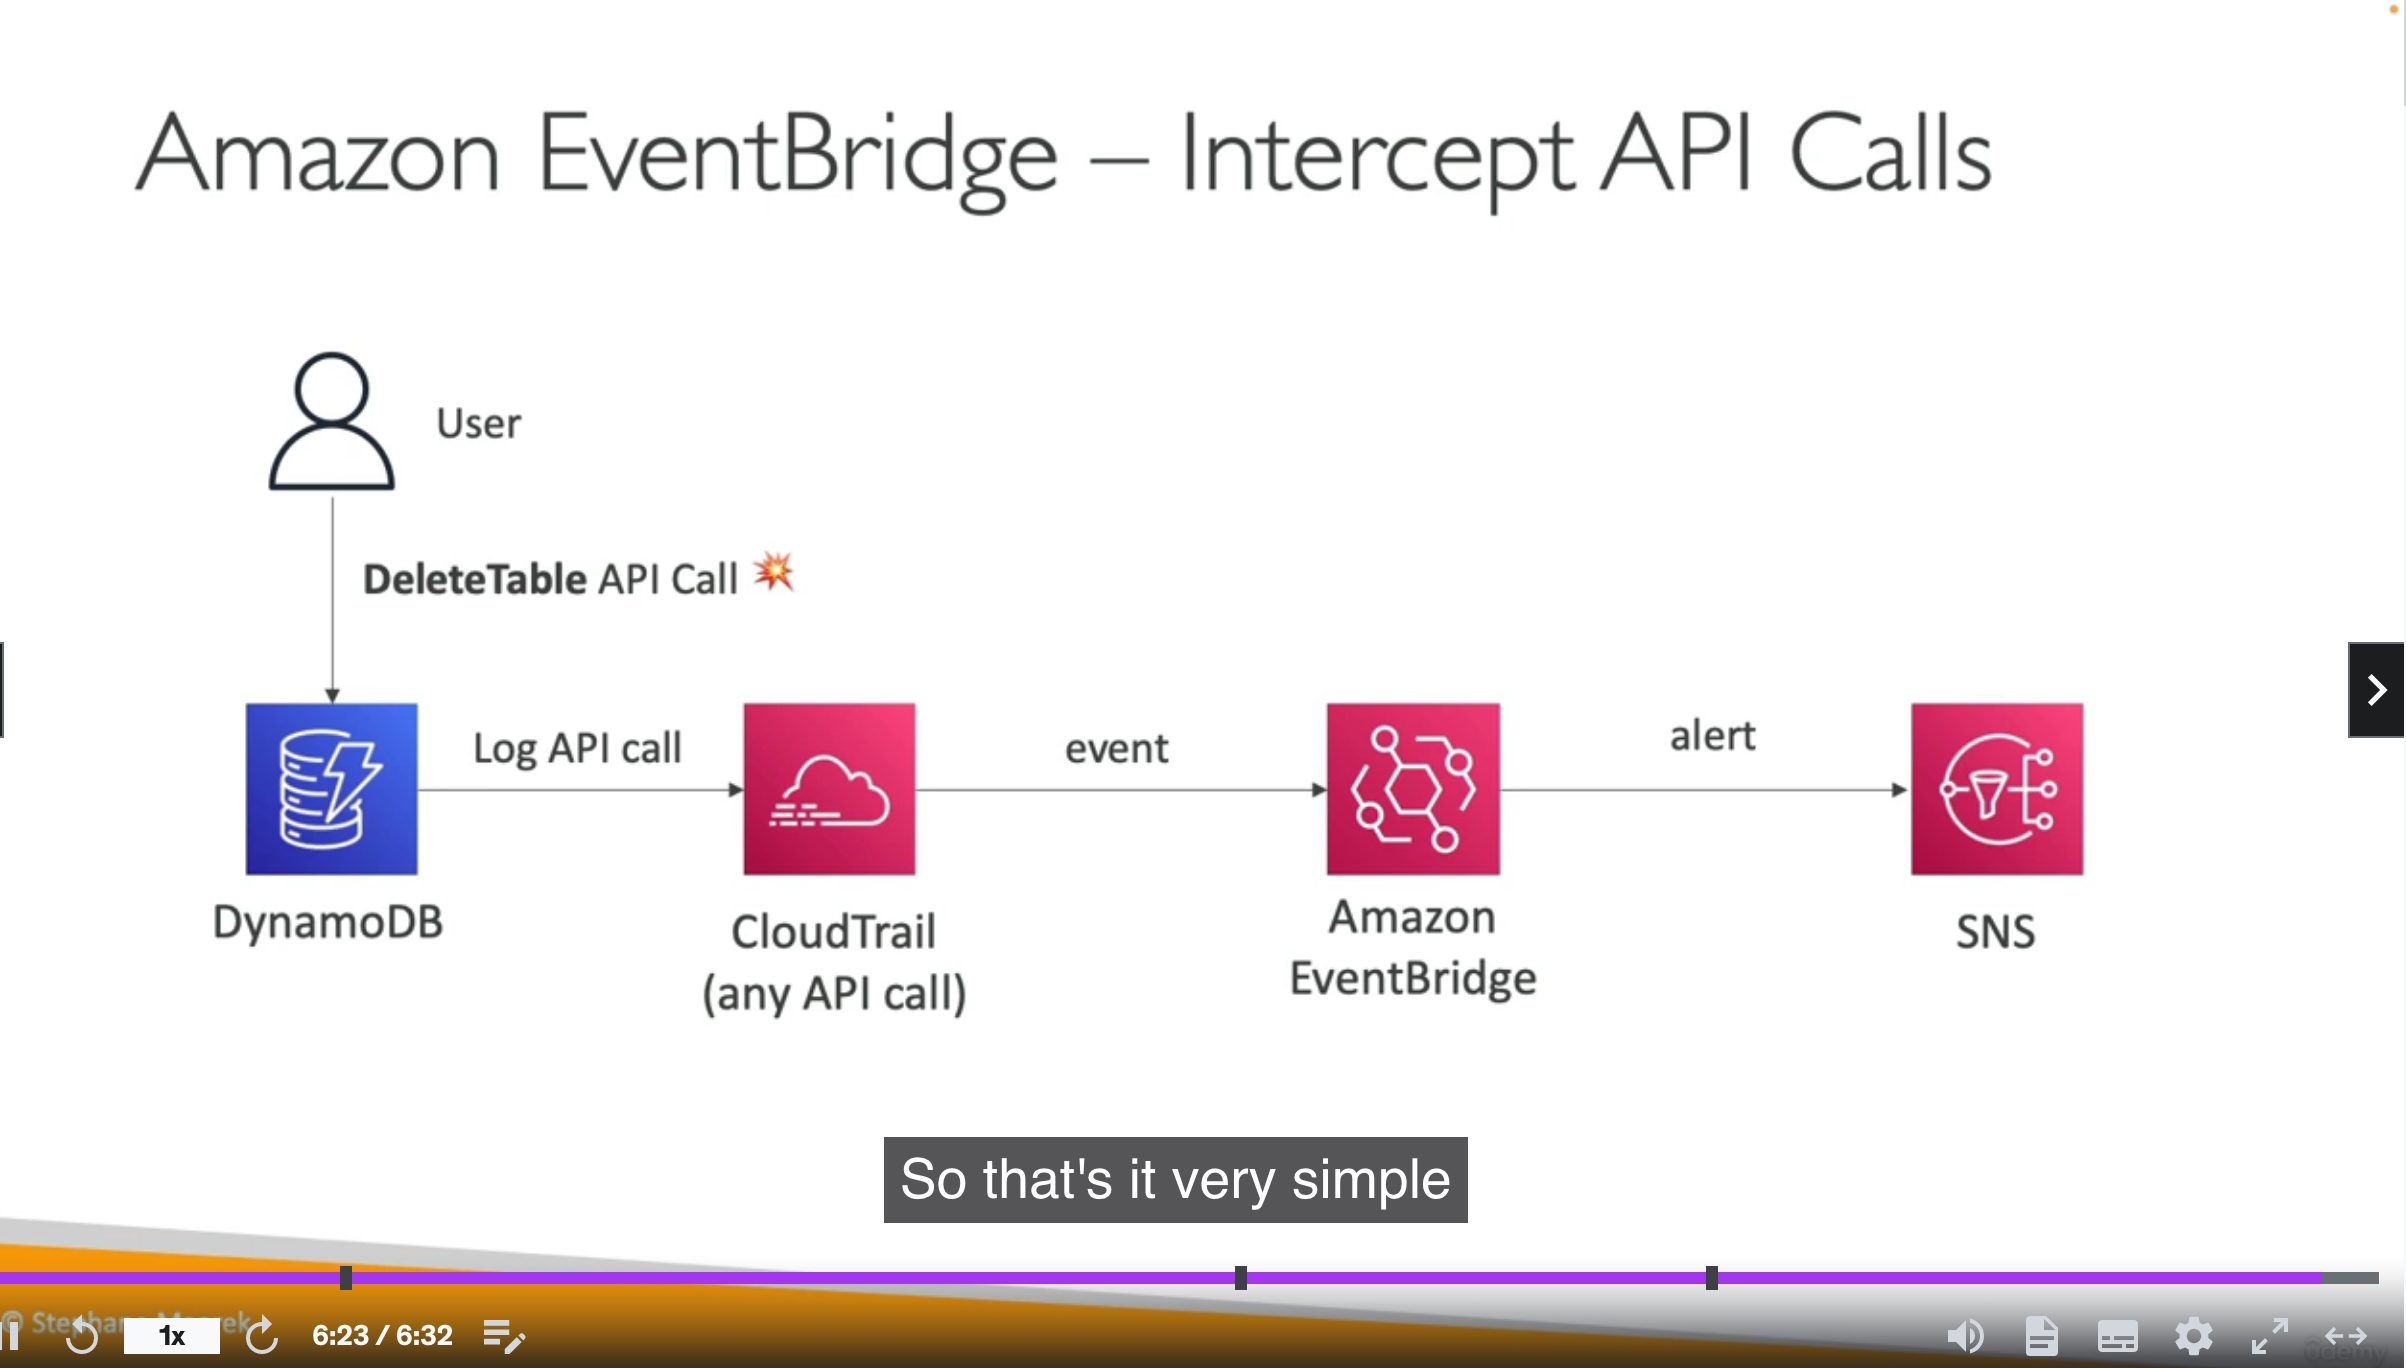 Amazon EventBridge – Intercept API Calls
User
DeleteTable API Call
Log API call
event
alert
DynamoDB
CloudTrail
(any API call)
Amazon
EventBridge
SNS
So that's it very simple
© Stephane Maarek
1x
6:23 / 6:32
udemy